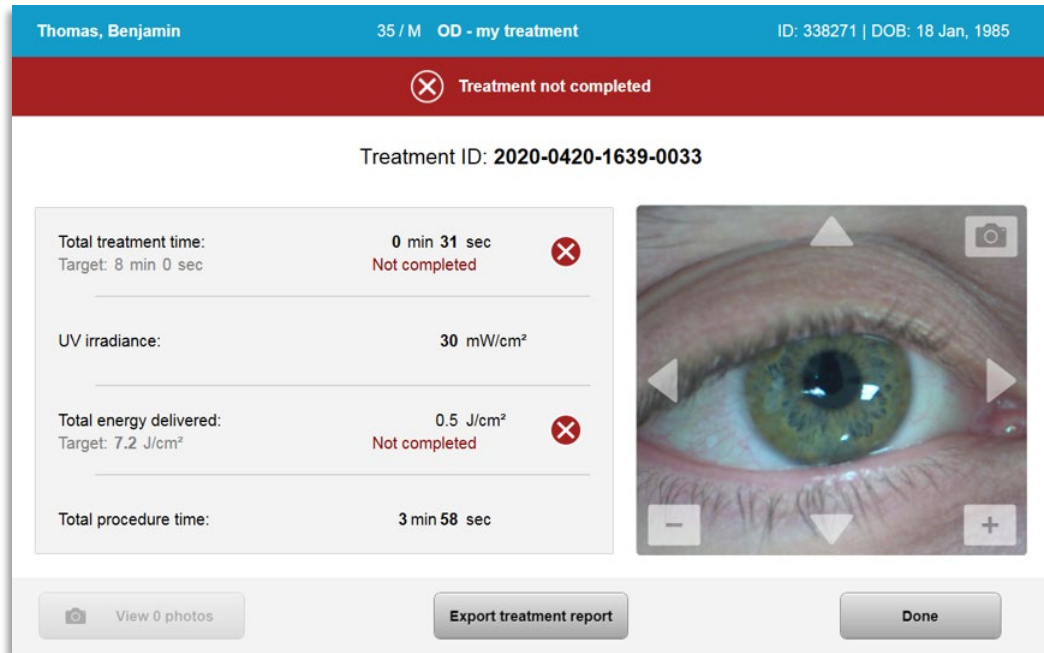 Thomas, Benjamin 35 / M OD - my treatment ID: 338271 | DOB: 18 Jan, 1985
Treatment not completed
Treatment ID: 2020-0420-1639-0033
Total treatment time: 0 min 31 sec
Target: 8 min 0 sec Not completed
UV irradiance: 30 mW/cm²
Total energy delivered: 0.5 J/cm²
Target: 7.2 J/cm² Not completed
Total procedure time: 3 min 58 sec
View 0 photos Export treatment report Done